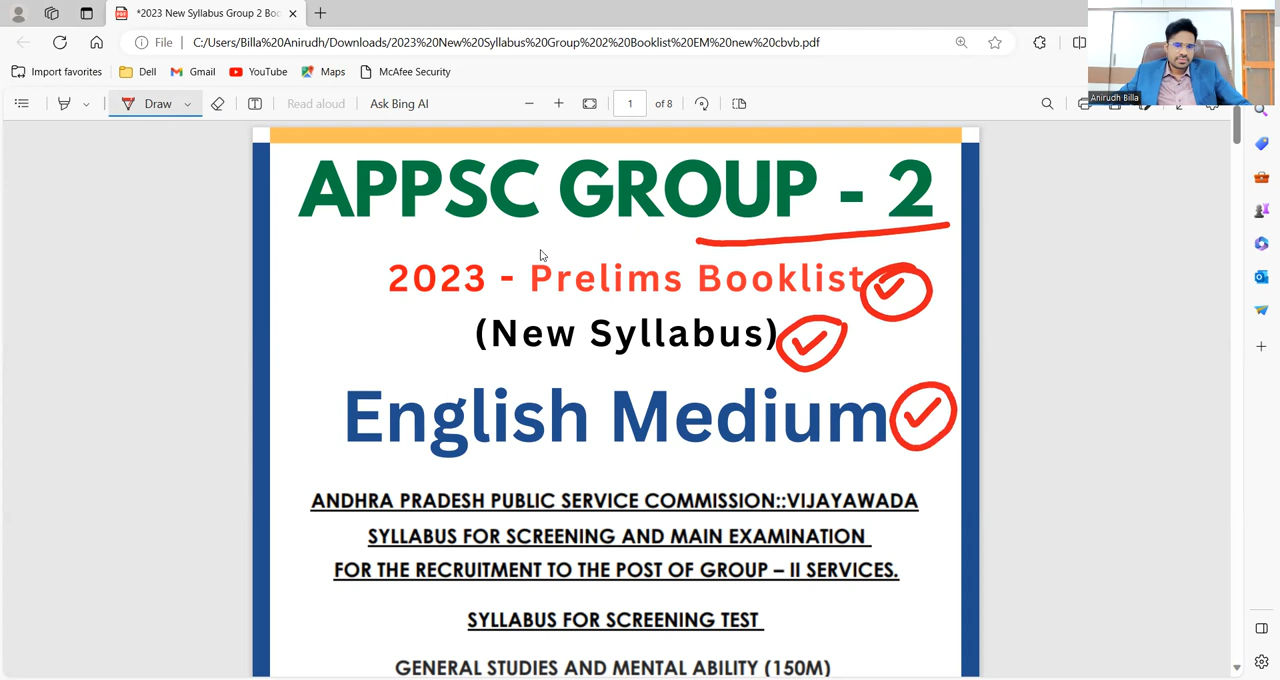 *2023 New Syllabus Group 2 Boo
File
C:/Users/Billa%20Anirudh/Downloads/2023%20New%20Syllabus%20Group%202%20Booklist%20EM%20new%20cbvb.pdf
Import favorites
Dell
Gmail
YouTube
Maps
McAfee Security
Draw
Read aloud
Ask Bing AI
1
of 8
Anirudh Billa
APPSC GROUP - 2
2023 - Prelims Booklist
(New Syllabus)
English Medium
ANDHRA PRADESH PUBLIC SERVICE COMMISSION::VIJAYAWADA
SYLLABUS FOR SCREENING AND MAIN EXAMINATION
FOR THE RECRUITMENT TO THE POST OF GROUP – II SERVICES.
SYLLABUS FOR SCREENING TEST
GENERAL STUDIES AND MENTAL ABILITY (150M)